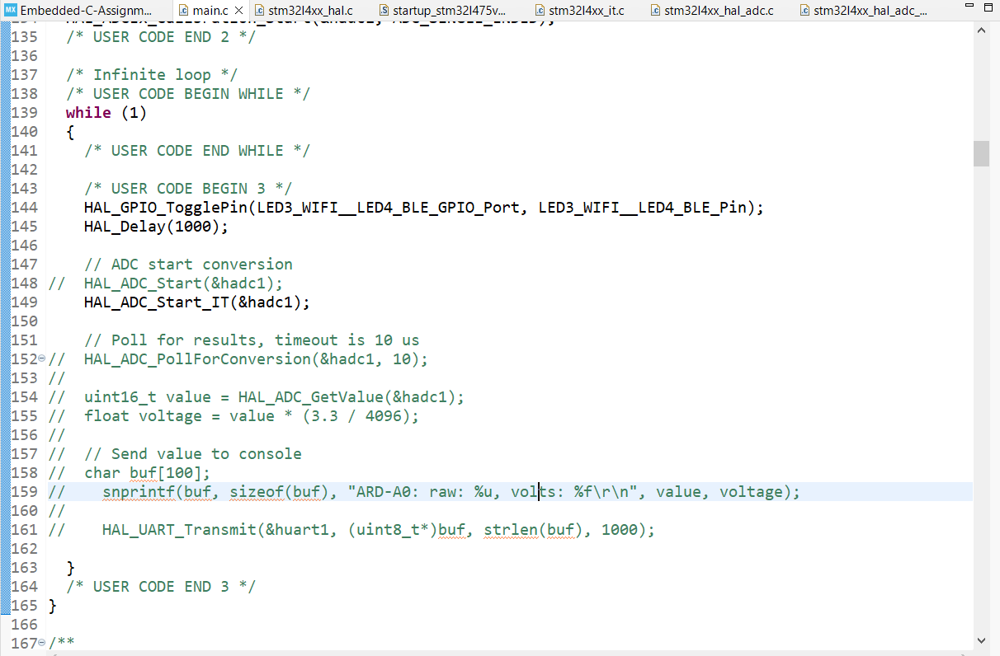 MX Embedded-C-Assignm... main.c stm32l4xx_hal.c startup_stm32l475v... stm32l4xx_it.c stm32l4xx_hal_adc.c stm32l4xx_hal_adc_...
135 /* USER CODE END 2 */
136
137 /* Infinite loop */
138 /* USER CODE BEGIN WHILE */
139 while (1)
140 {
141 /* USER CODE END WHILE */
142
143 /* USER CODE BEGIN 3 */
144 HAL_GPIO_TogglePin(LED3_WIFI__LED4_BLE_GPIO_Port, LED3_WIFI__LED4_BLE_Pin);
145 HAL_Delay(1000);
146
147 // ADC start conversion
148 // HAL_ADC_Start(&hadc1);
149 HAL_ADC_Start_IT(&hadc1);
150
151 // Poll for results, timeout is 10 us
152 // HAL_ADC_PollForConversion(&hadc1, 10);
153 //
154 // uint16_t value = HAL_ADC_GetValue(&hadc1);
155 // float voltage = value * (3.3 / 4096);
156 //
157 // // Send value to console
158 // char buf[100];
159 // snprintf(buf, sizeof(buf), "ARD-A0: raw: %u, volts: %f\r\n", value, voltage);
160 //
161 // HAL_UART_Transmit(&huart1, (uint8_t*)buf, strlen(buf), 1000);
162
163 }
164 /* USER CODE END 3 */
165 }
166
167 /**